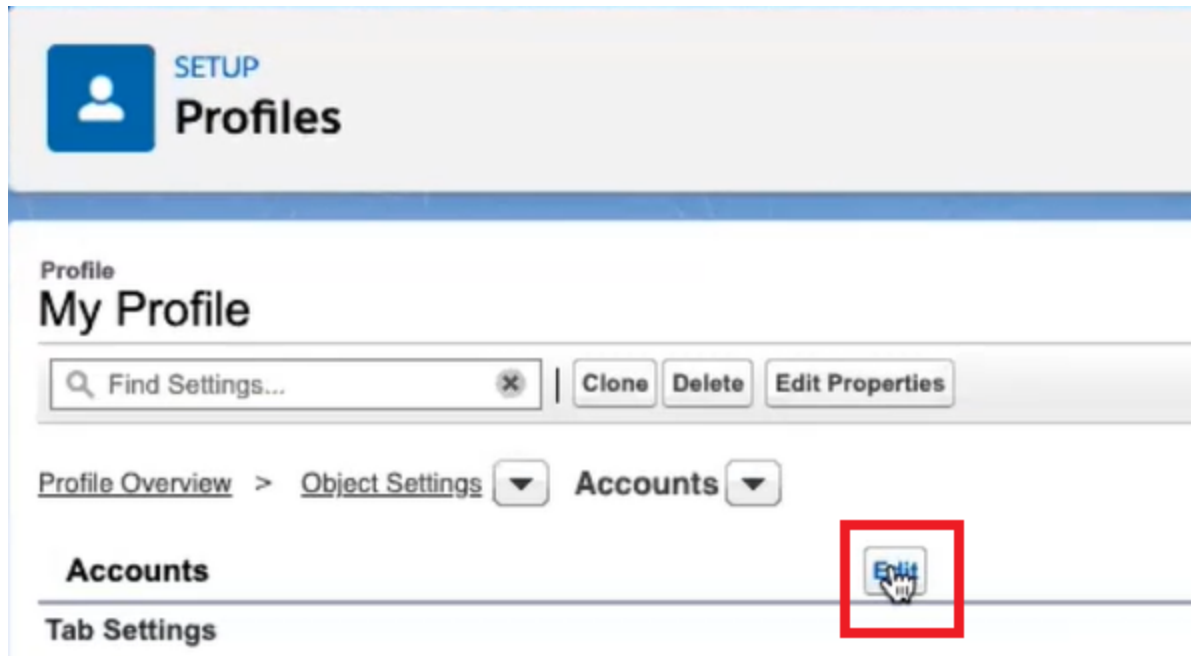 SETUP
Profiles
Profile
My Profile
Find Settings... | Clone Delete Edit Properties
Profile Overview > Object Settings Accounts
Accounts Edit
Tab Settings